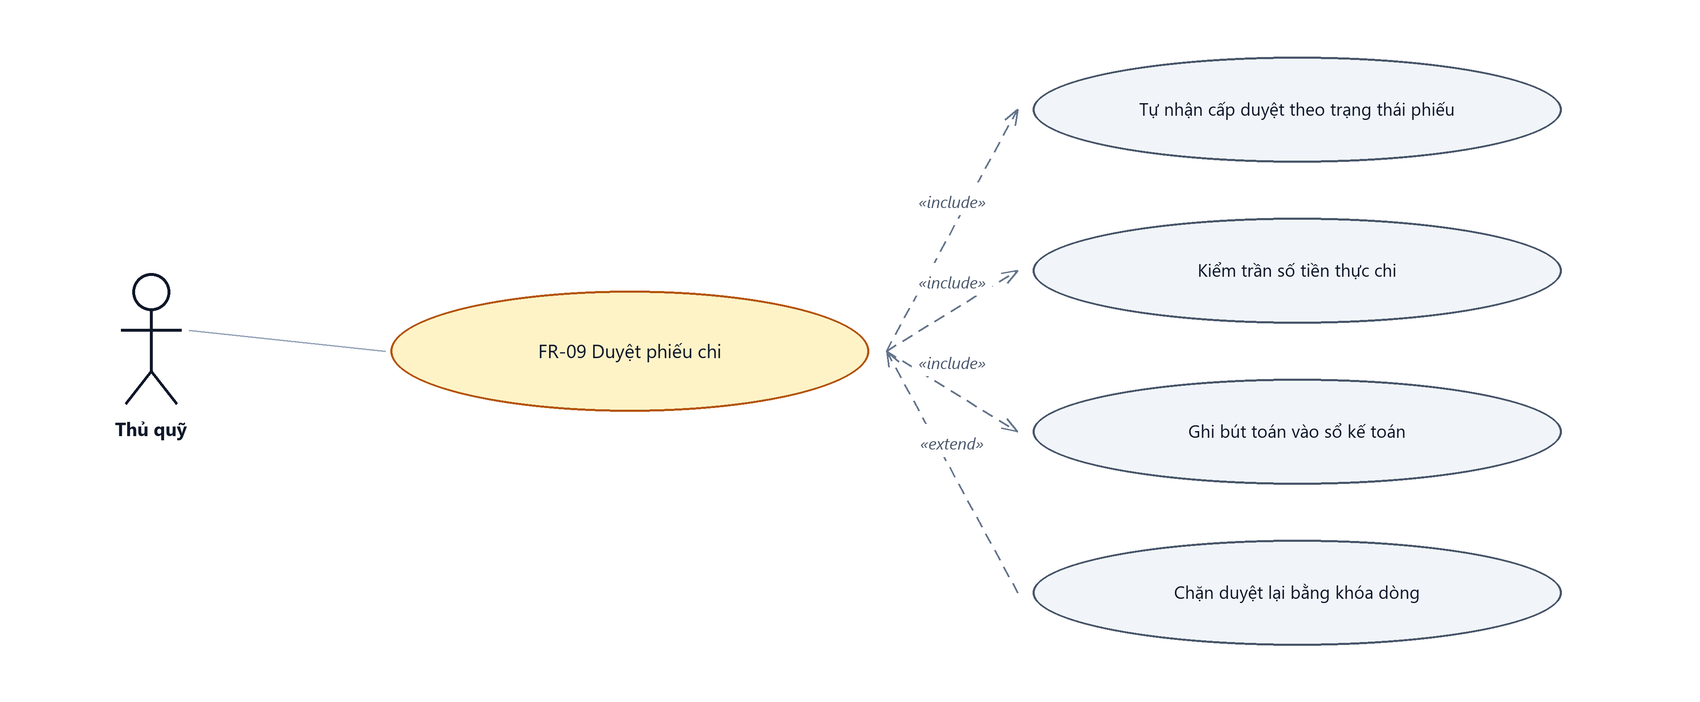 Tự nhận cấp duyệt theo trạng thái phiếu
«include»
Kiểm trần số tiền thực chi
«include»
FR-09 Duyệt phiếu chi
«include»
Thủ quỹ
Ghi bút toán vào sổ kế toán
«extend»
Chặn duyệt lại bằng khóa dòng